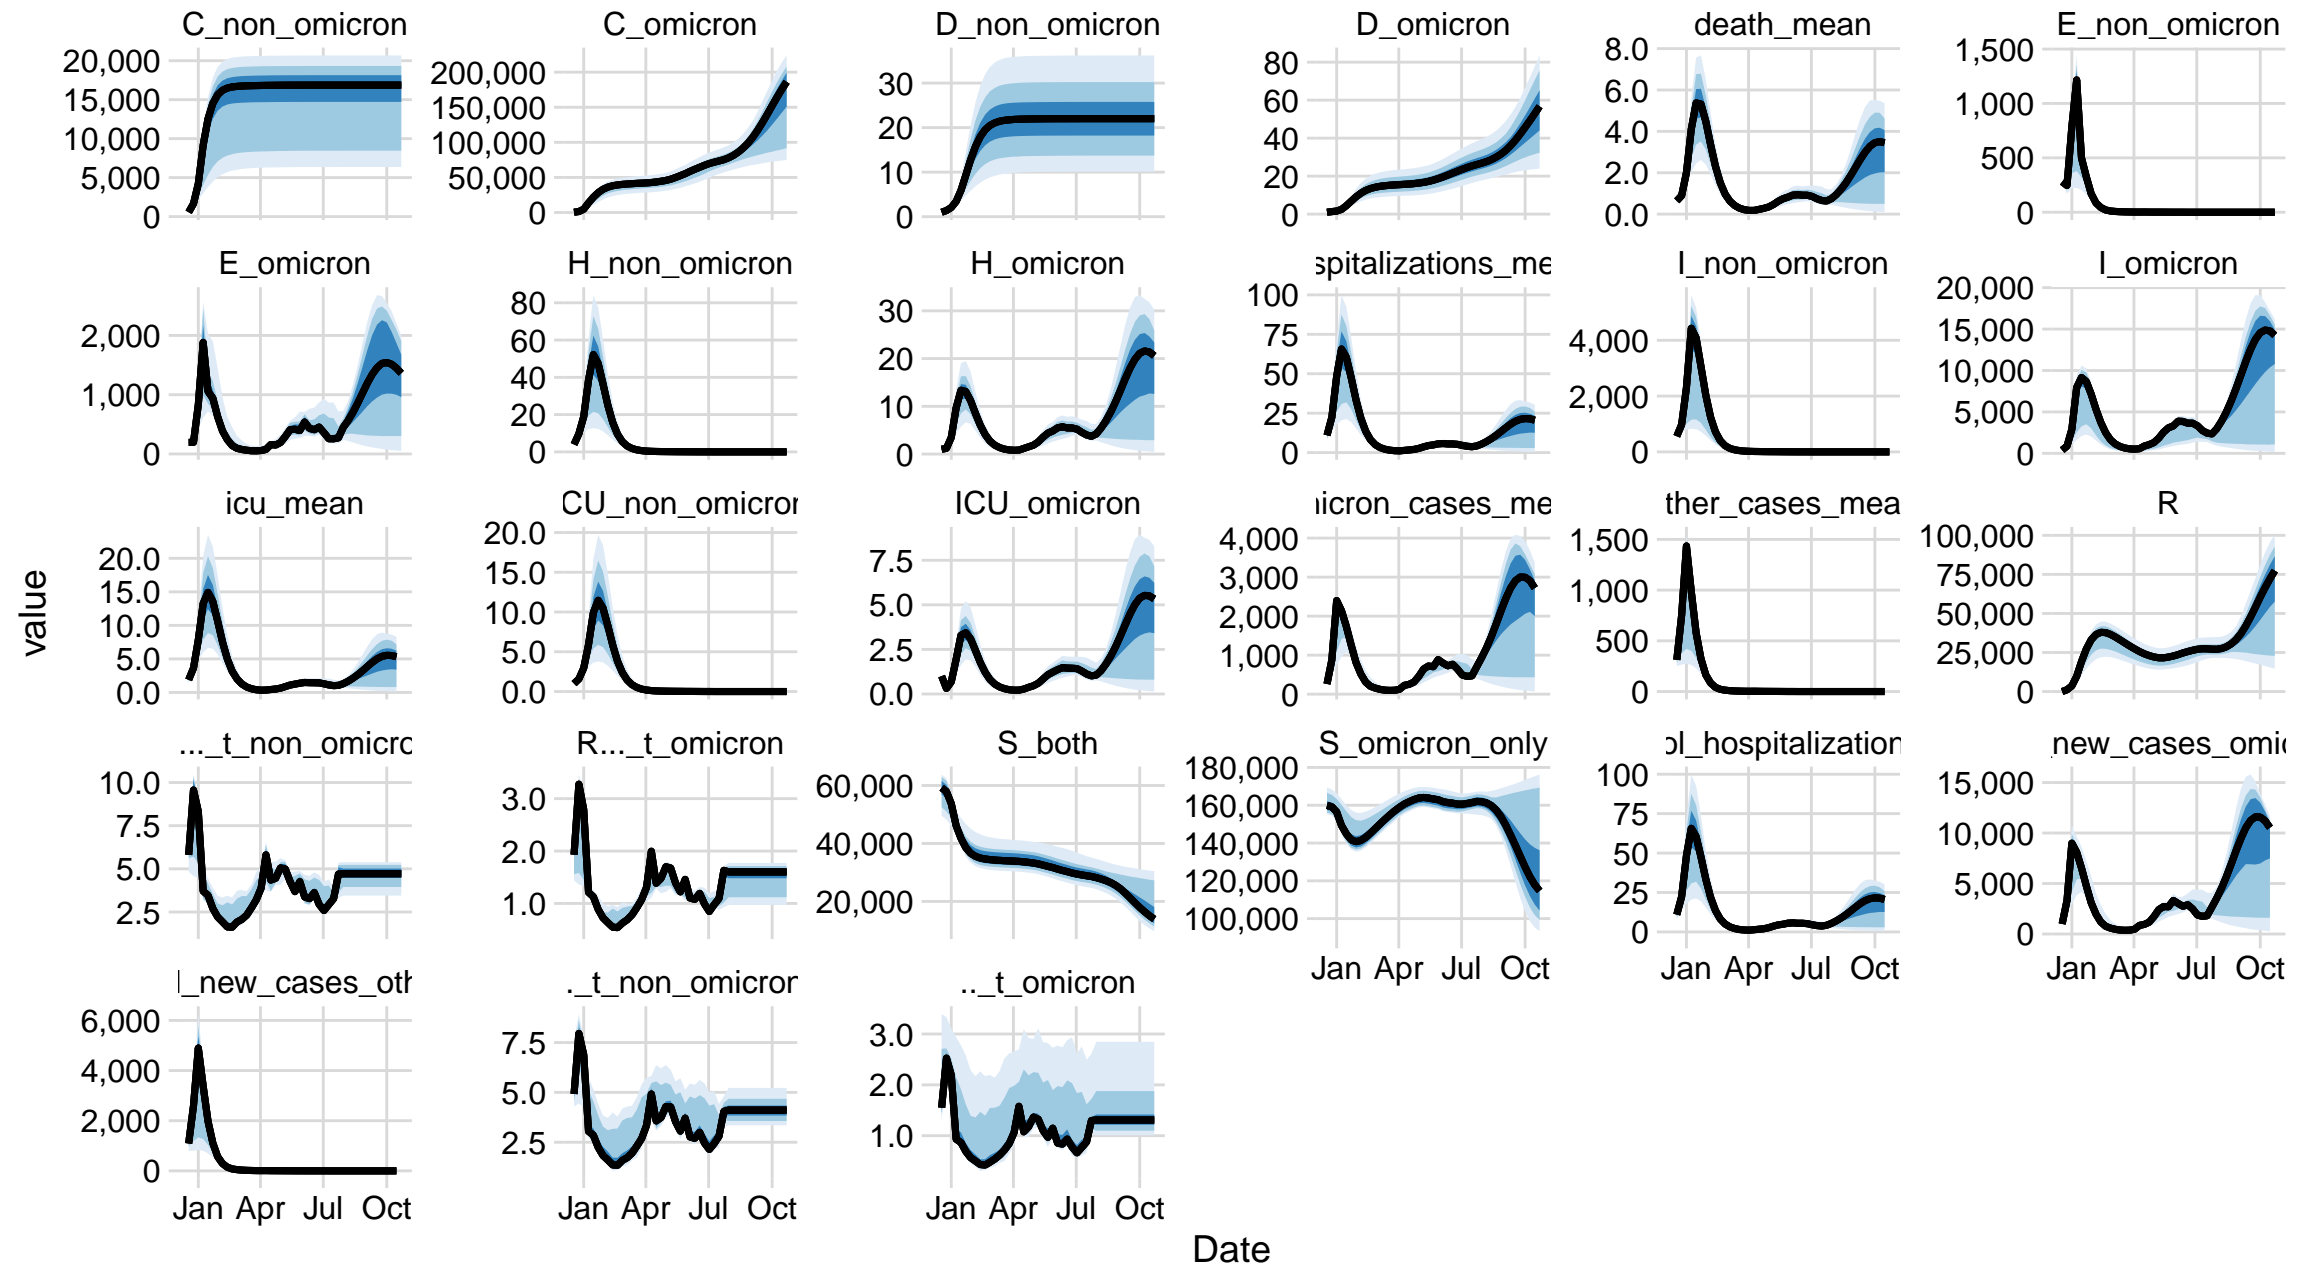 C_non_omicron C_omicron D_non_omicron D_omicron death_mean E_non_omicron
20,000 15,000 10,000 5,000 0
200,000 150,000 100,000 50,000 0
30 20 10 0
80 60 40 20 0
8.0 6.0 4.0 2.0 0.0
1,500 1,000 500 0
E_omicron H_non_omicron H_omicron spitalizations_me I_non_omicron I_omicron
2,000 1,000 0
80 60 40 20 0
30 20 10 0
100 75 50 25 0
4,000 2,000 0
20,000 15,000 10,000 5,000 0
icu_mean CU_non_omicron ICU_omicron icron_cases_me ther_cases_mea R
20.0 15.0 10.0 5.0 0.0
20.0 15.0 10.0 5.0 0.0
7.5 5.0 2.5 0.0
4,000 3,000 2,000 1,000 0
1,500 1,000 500 0
100,000 75,000 50,000 25,000 0
value
..._t_non_omicro R..._t_omicron S_both S_omicron_only ol_hospitalization new_cases_omic
10.0 7.5 5.0 2.5
3.0 2.0 1.0
60,000 40,000 20,000
180,000 160,000 140,000 120,000 100,000
100 75 50 25 0
15,000 10,000 5,000 0
Jan Apr Jul Oct Jan Apr Jul Oct Jan Apr Jul Oct
l_new_cases_oth ._t_non_omicron .._t_omicron
6,000 4,000 2,000 0
7.5 5.0 2.5
3.0 2.0 1.0
Jan Apr Jul Oct Jan Apr Jul Oct Jan Apr Jul Oct
Date